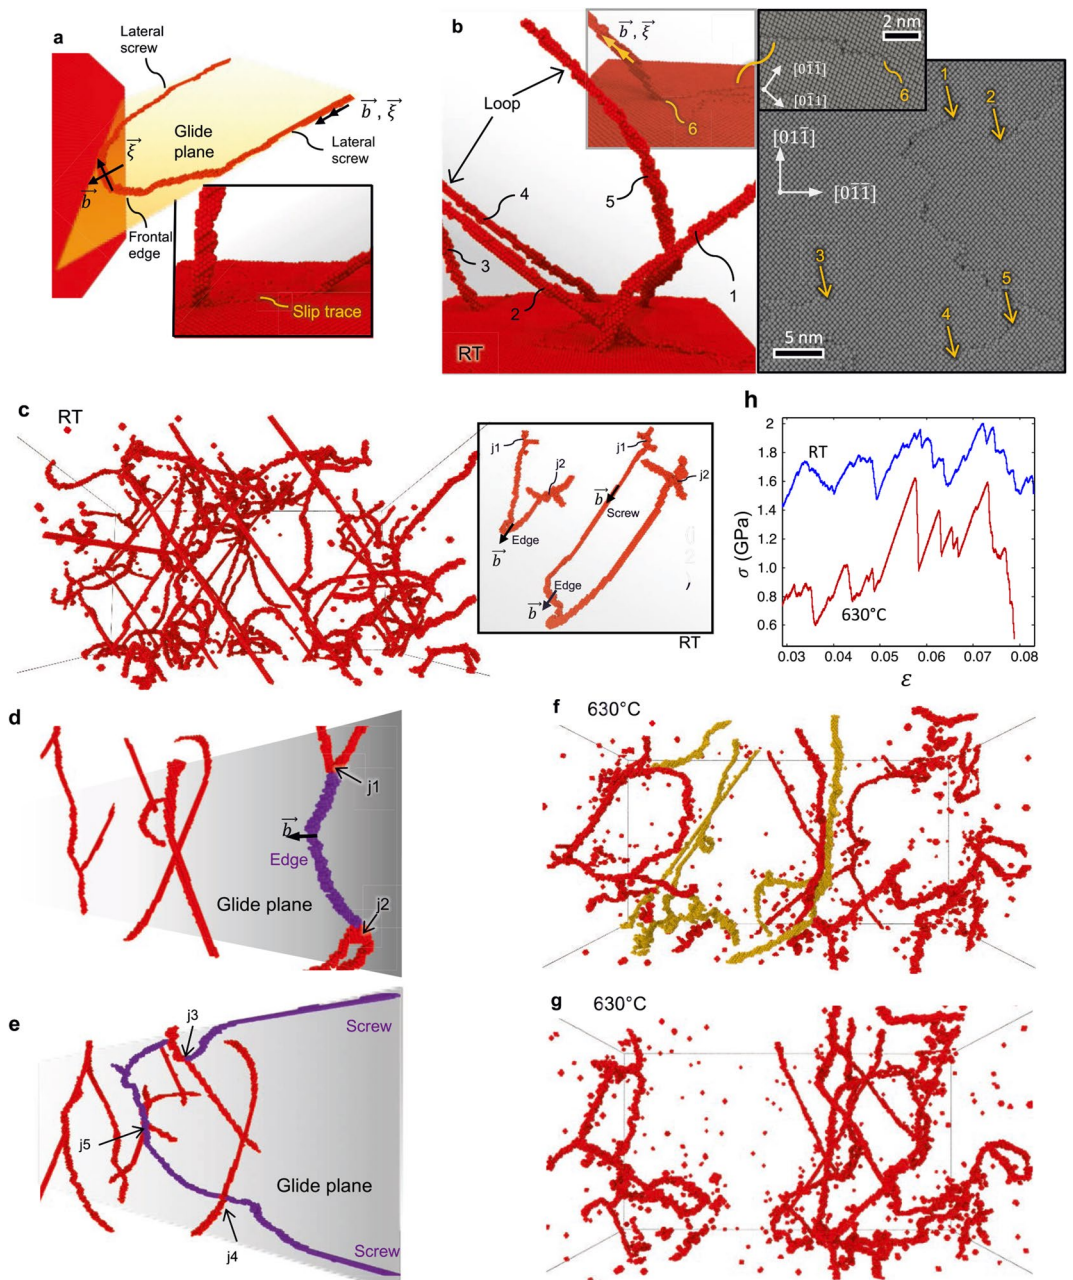 a
Lateral
screw
Glide
plane
b⃗ , ξ⃗
Lateral
screw
ξ⃗
b⃗
Frontal
edge
Slip trace
b
b⃗ , ξ⃗
Loop
6
5
4
3
2
1
RT
2 nm
[01̄1̄]
[01̄1]
6
1
2
[011̄]
[01̄1̄]
3
5
4
5 nm
c
RT
j1
j2
Edge
b⃗
j1
j2
b⃗
Screw
Edge
b⃗
RT
h
2
1.8
1.6
1.4
1.2
1
0.8
0.6
σ (GPa)
RT
630°C
0.03
0.04
0.05
0.06
0.07
0.08
ε
d
j1
b⃗
Edge
Glide plane
j2
e
j3
Screw
j5
Glide plane
j4
Screw
f
630°C
g
630°C